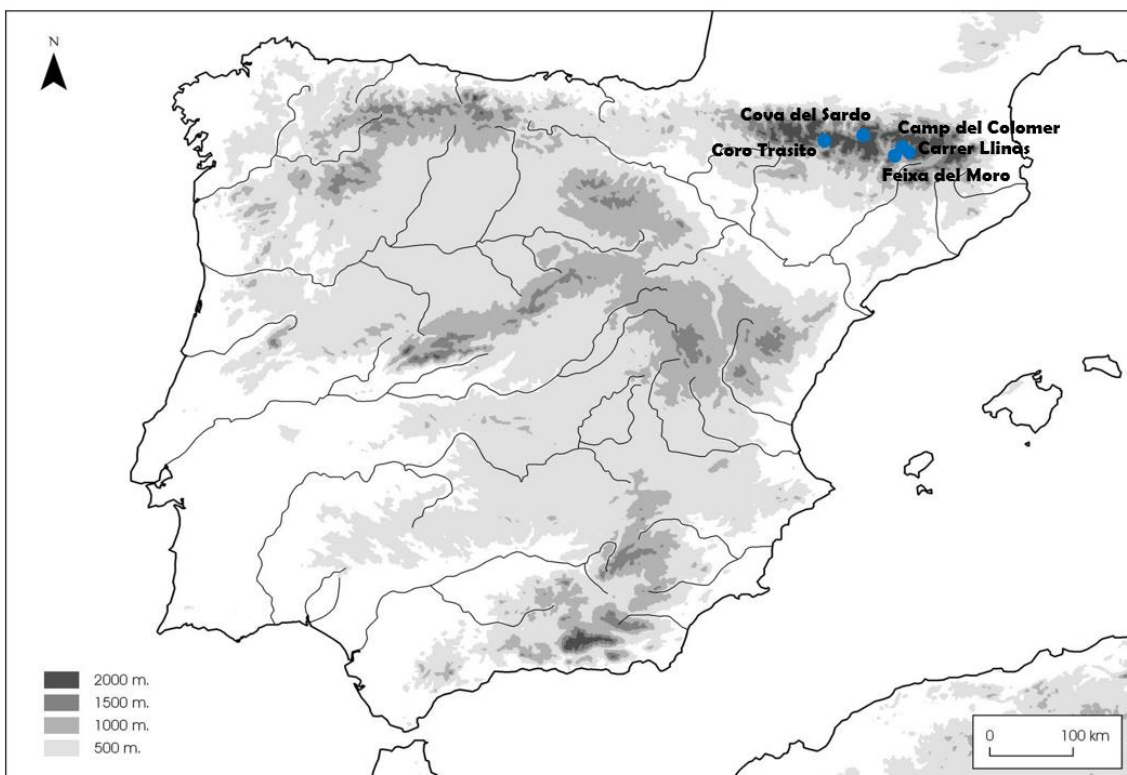 N
Cova del Sardo
Camp del Colomer
Coro Trasito
Carrer Llinas
Feixa del Moro
2000 m.
1500 m.
1000 m.
500 m.
0 100 km